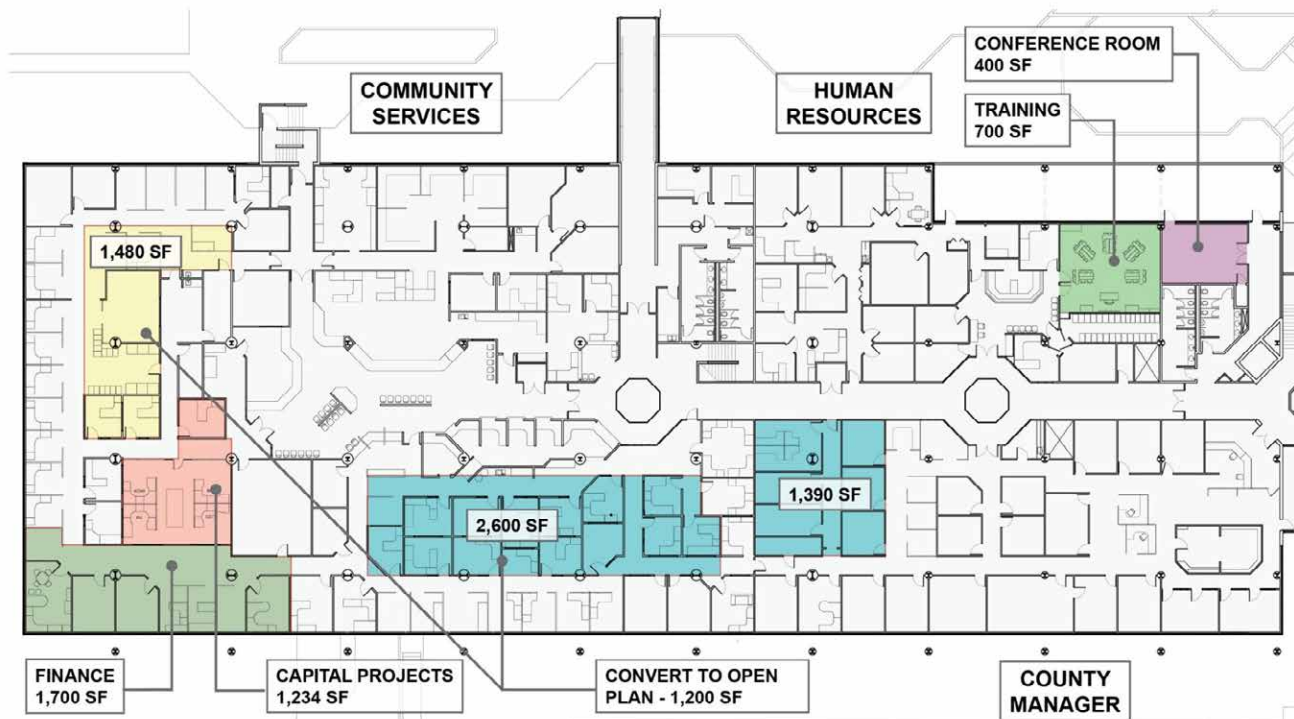 CONFERENCE ROOM
400 SF
COMMUNITY
SERVICES
HUMAN
RESOURCES
TRAINING
700 SF
1,480 SF
1,390 SF
2,600 SF
FINANCE
1,700 SF
CAPITAL PROJECTS
1,234 SF
CONVERT TO OPEN
PLAN - 1,200 SF
COUNTY
MANAGER